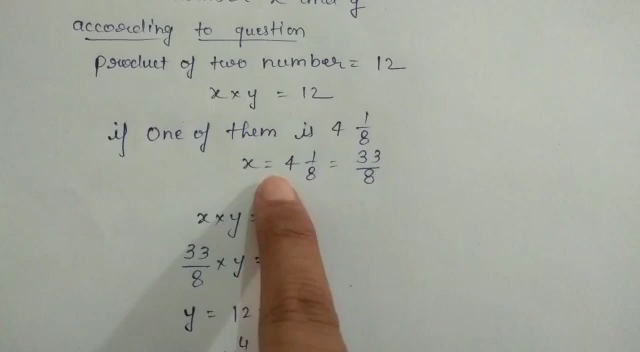 x and y
according to question
product of two number = 12
x × y = 12
if one of them is 4 1/8
x = 4 1/8 = 33/8
x × y =
33/8 × y =
y = 12
4